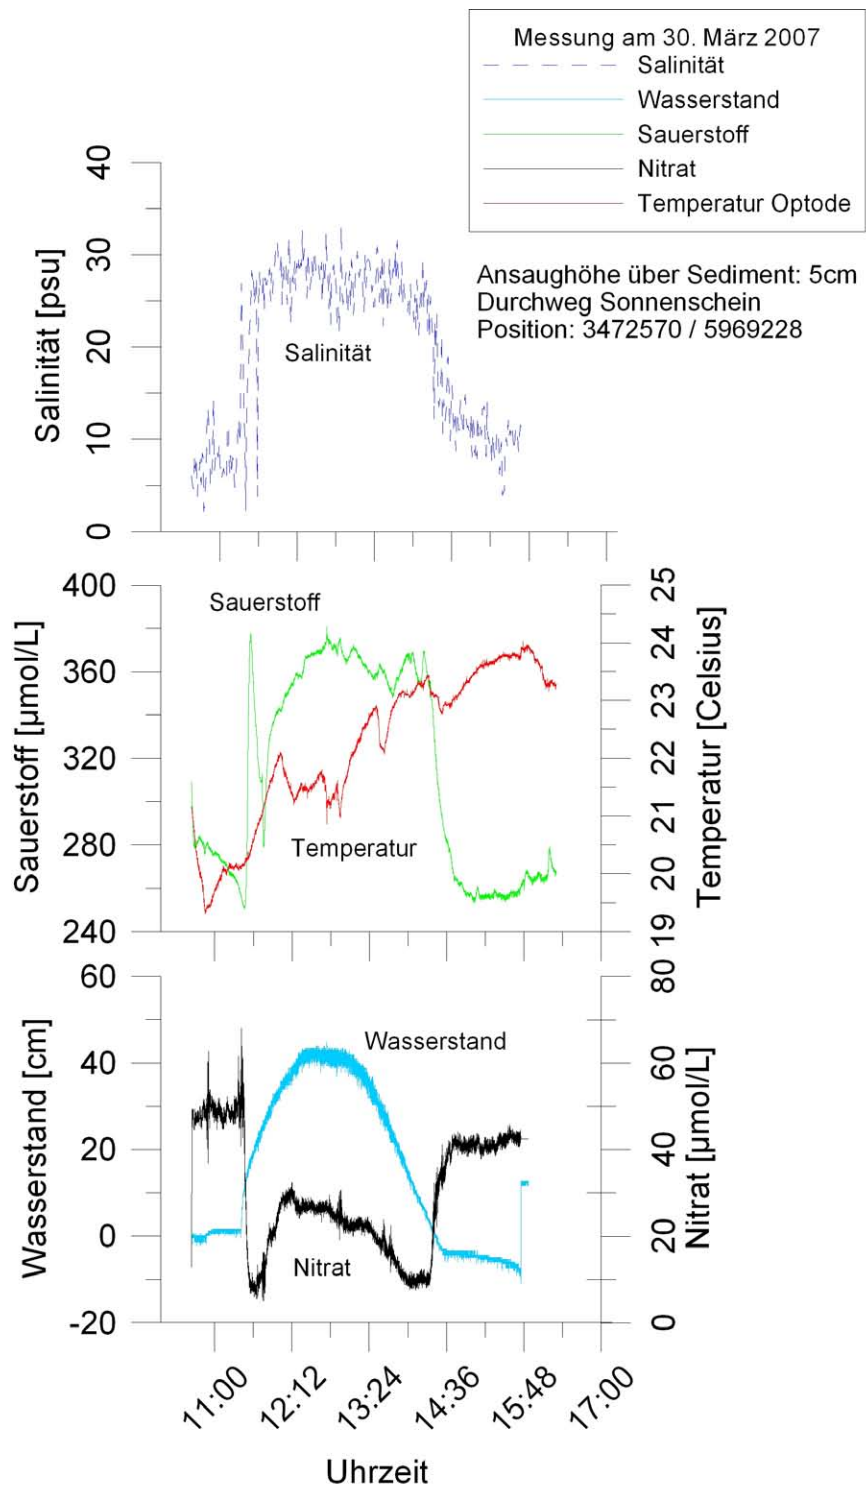 Messung am 30. März 2007
Salinität
Wasserstand
Sauerstoff
Nitrat
Temperatur Optode
Ansaughöhe über Sediment: 5cm
Durchweg Sonnenschein
Position: 3472570 / 5969228
Salinität [psu]
40
30
20
10
0
Salinität
Sauerstoff [µmol/L]
400
360
320
280
240
Sauerstoff
Temperatur
25
24
23
22
21
20
19
Temperatur [Celsius]
Wasserstand [cm]
60
40
20
0
-20
Wasserstand
Nitrat
80
60
40
20
0
Nitrat [µmol/L]
11:00
12:12
13:24
14:36
15:48
17:00
Uhrzeit